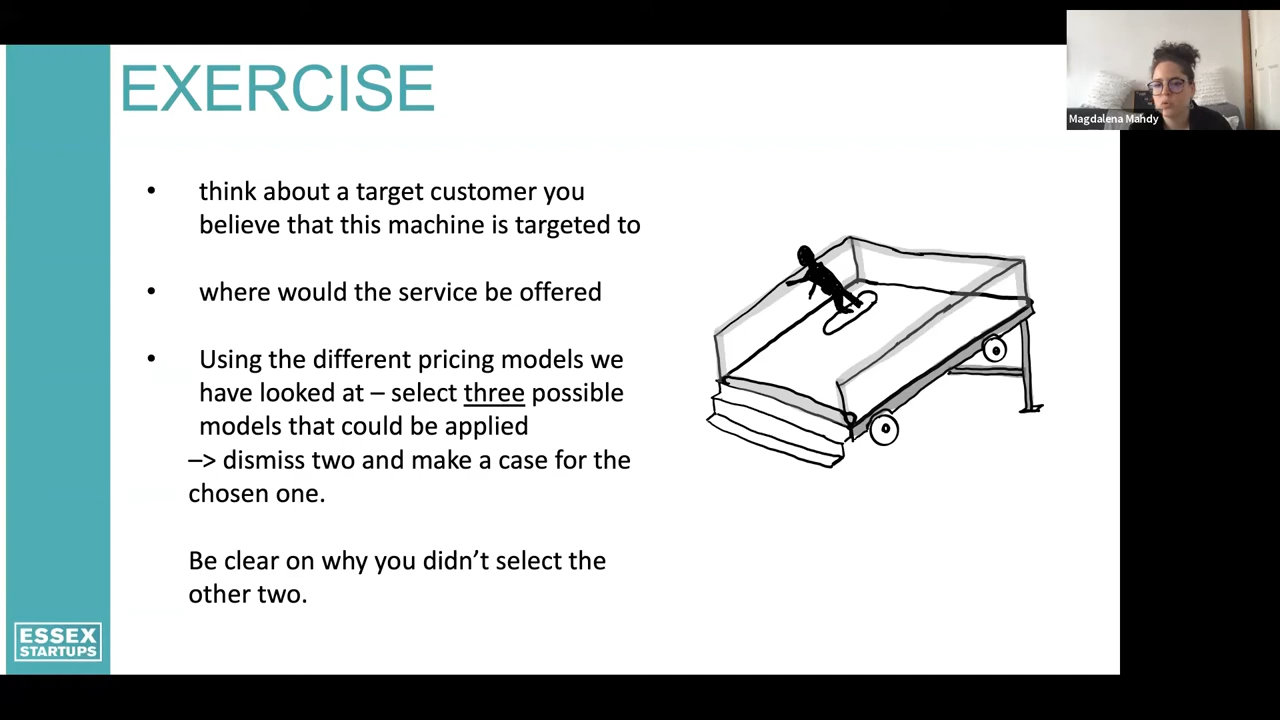 EXERCISE
Magdalena Mahdy
• think about a target customer you
believe that this machine is targeted to
• where would the service be offered
• Using the different pricing models we
have looked at – select three possible
models that could be applied
–> dismiss two and make a case for the
chosen one.
Be clear on why you didn’t select the
other two.
ESSEX
STARTUPS